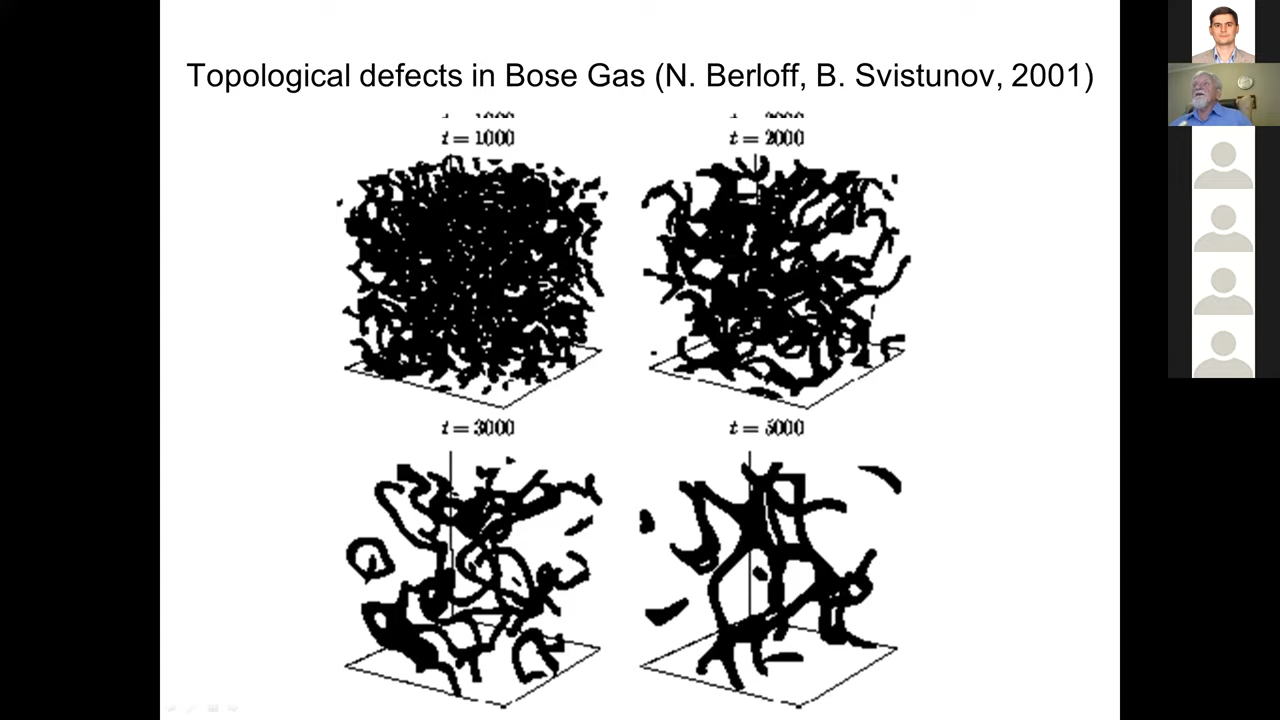 Topological defects in Bose Gas (N. Berloff, B. Svistunov, 2001)
t = 1000
t = 2000
t = 3000
t = 5000